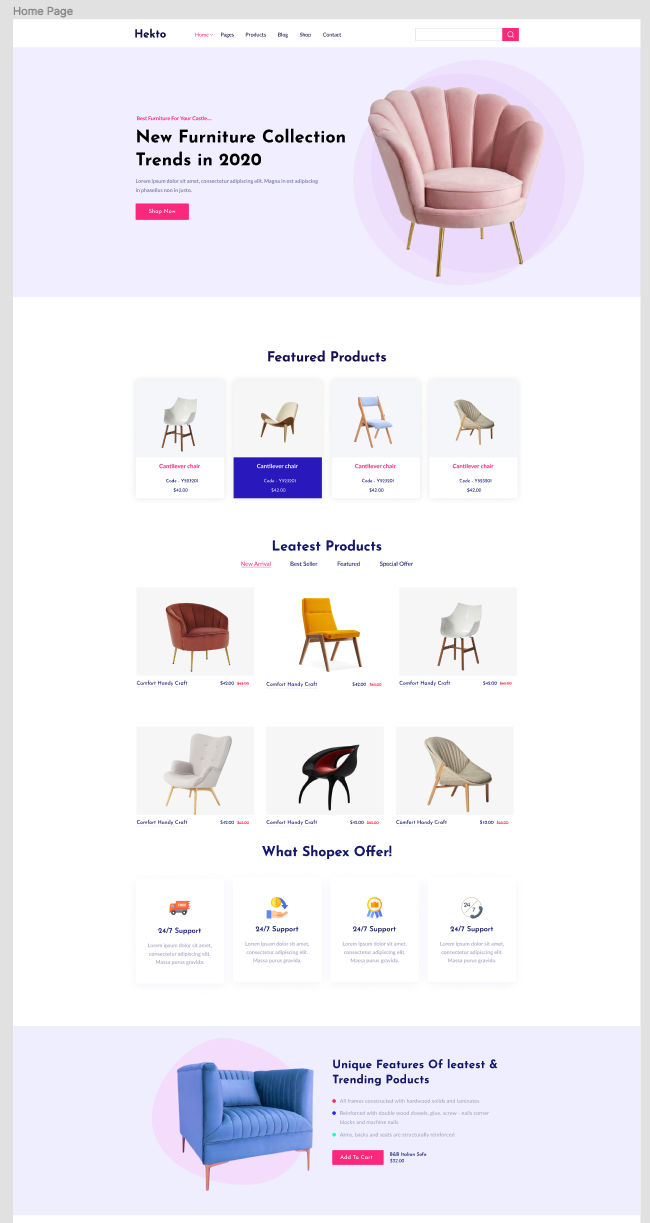 Home Page
Hekto
Home Pages Products Blog Shop Contact
Best Furniture For Your Castle....
New Furniture Collection
Trends in 2020
Lorem ipsum dolor sit amet, consectetur adipiscing elit. Magna in est adipiscing
in phasellus non in justo.
Shop Now
Featured Products
Cantilever chair Cantilever chair Cantilever chair Cantilever chair
Code - Y523201 Code - Y523201 Code - Y523201 Code - Y523201
$42.00 $42.00 $42.00 $42.00
Leatest Products
New Arrival Best Seller Featured Special Offer
Comfort Handy Craft $42.00 $65.00 Comfort Handy Craft $42.00 $65.00 Comfort Handy Craft $42.00 $65.00
Comfort Handy Craft $42.00 $65.00 Comfort Handy Craft $42.00 $65.00 Comfort Handy Craft $42.00 $65.00
What Shopex Offer!
FREE
24
7
24/7 Support 24/7 Support 24/7 Support 24/7 Support
Lorem ipsum dolor sit amet, Lorem ipsum dolor sit amet, Lorem ipsum dolor sit amet, Lorem ipsum dolor sit amet,
consectetur adipiscing elit. consectetur adipiscing elit. consectetur adipiscing elit. consectetur adipiscing elit.
Massa purus gravida. Massa purus gravida. Massa purus gravida. Massa purus gravida.
Unique Features Of leatest &
Trending Poducts
All frames constructed with hardwood solids and laminates
Reinforced with double wood dowels, glue, screw - nails corner
blocks and machine nails
Arms, backs and seats are structurally reinforced
Add To Cart
B&B Italian Sofa
$32.00